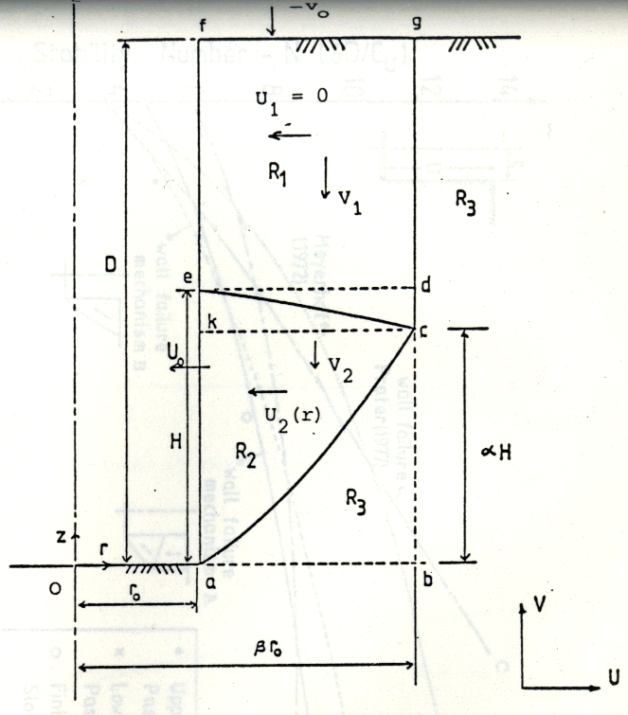 -V₀
f g
U₁ = 0
R₁
V₁
R₃
D
e d
k c
U₀
V₂
U₂(r)
H
R₂
αH
R₃
z
r
O a b
r₀
βr₀
V
U